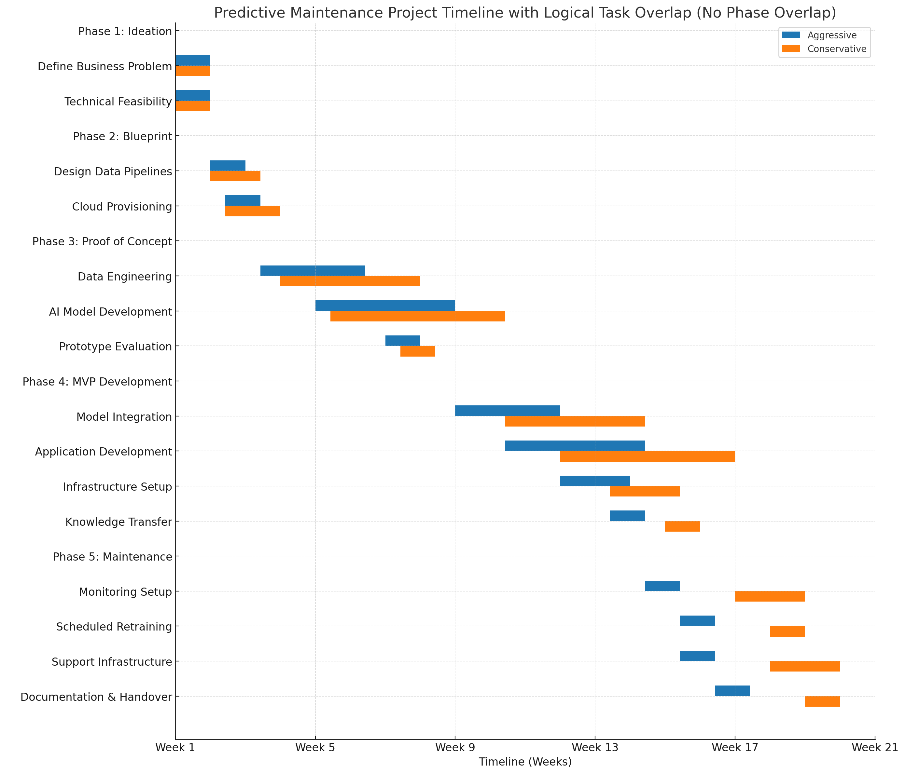 Predictive Maintenance Project Timeline with Logical Task Overlap (No Phase Overlap)
Aggressive
Conservative
Phase 1: Ideation
Define Business Problem
Technical Feasibility
Phase 2: Blueprint
Design Data Pipelines
Cloud Provisioning
Phase 3: Proof of Concept
Data Engineering
AI Model Development
Prototype Evaluation
Phase 4: MVP Development
Model Integration
Application Development
Infrastructure Setup
Knowledge Transfer
Phase 5: Maintenance
Monitoring Setup
Scheduled Retraining
Support Infrastructure
Documentation & Handover
Week 1 Week 5 Week 9 Week 13 Week 17 Week 21
Timeline (Weeks)